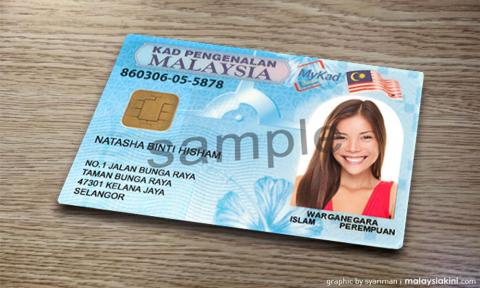 KAD PENGENALAN
MALAYSIA
MyKad
860306-05-5878
sample
NATASHA BINTI HISHAM
NO.1 JALAN BUNGA RAYA
TAMAN BUNGA RAYA
47301 KELANA JAYA
SELANGOR
WARGANEGARA
ISLAM PEREMPUAN
graphic by syariman | malaysiakini.com